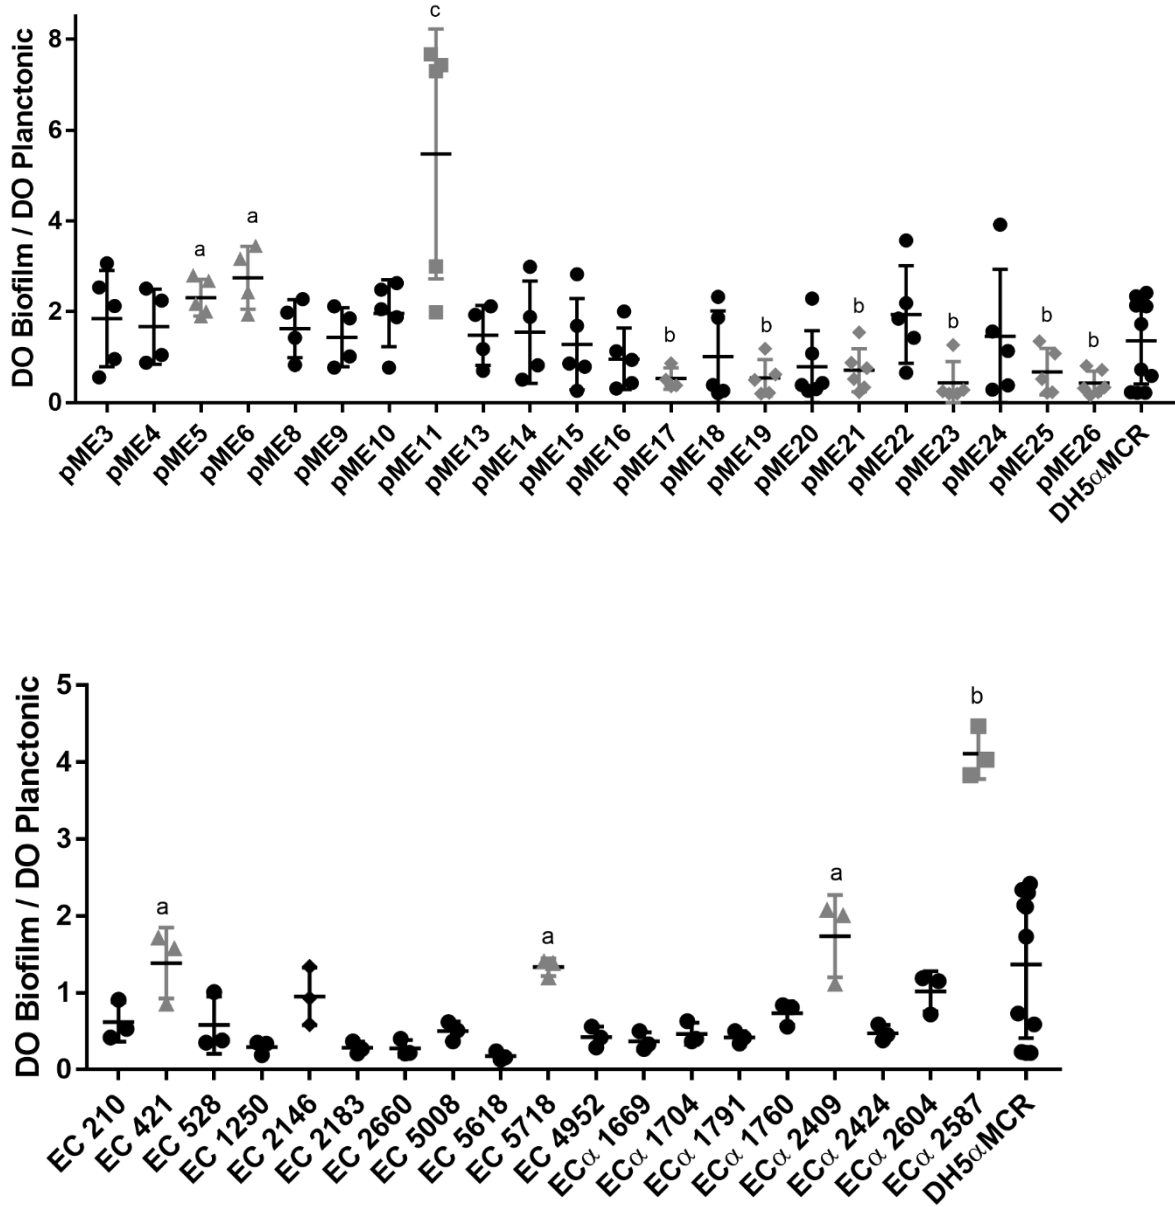 c
DO Biofilm / DO Planctonic
8
6
4
2
0
a
a
b
b
b
b
b
b
pME3
pME4
pME5
pME6
pME8
pME9
pME10
pME11
pME13
pME14
pME15
pME16
pME17
pME18
pME19
pME20
pME21
pME22
pME23
pME24
pME25
pME26
DH5αMCR
DO Biofilm / DO Planctonic
5
4
3
2
1
0
a
a
a
b
EC 210
EC 421
EC 528
EC 1250
EC 2146
EC 2183
EC 2660
EC 5008
EC 5618
EC 5718
EC 4952
ECα 1669
ECα 1704
ECα 1791
ECα 1760
ECα 2409
ECα 2424
ECα 2604
ECα 2587
DH5αMCR